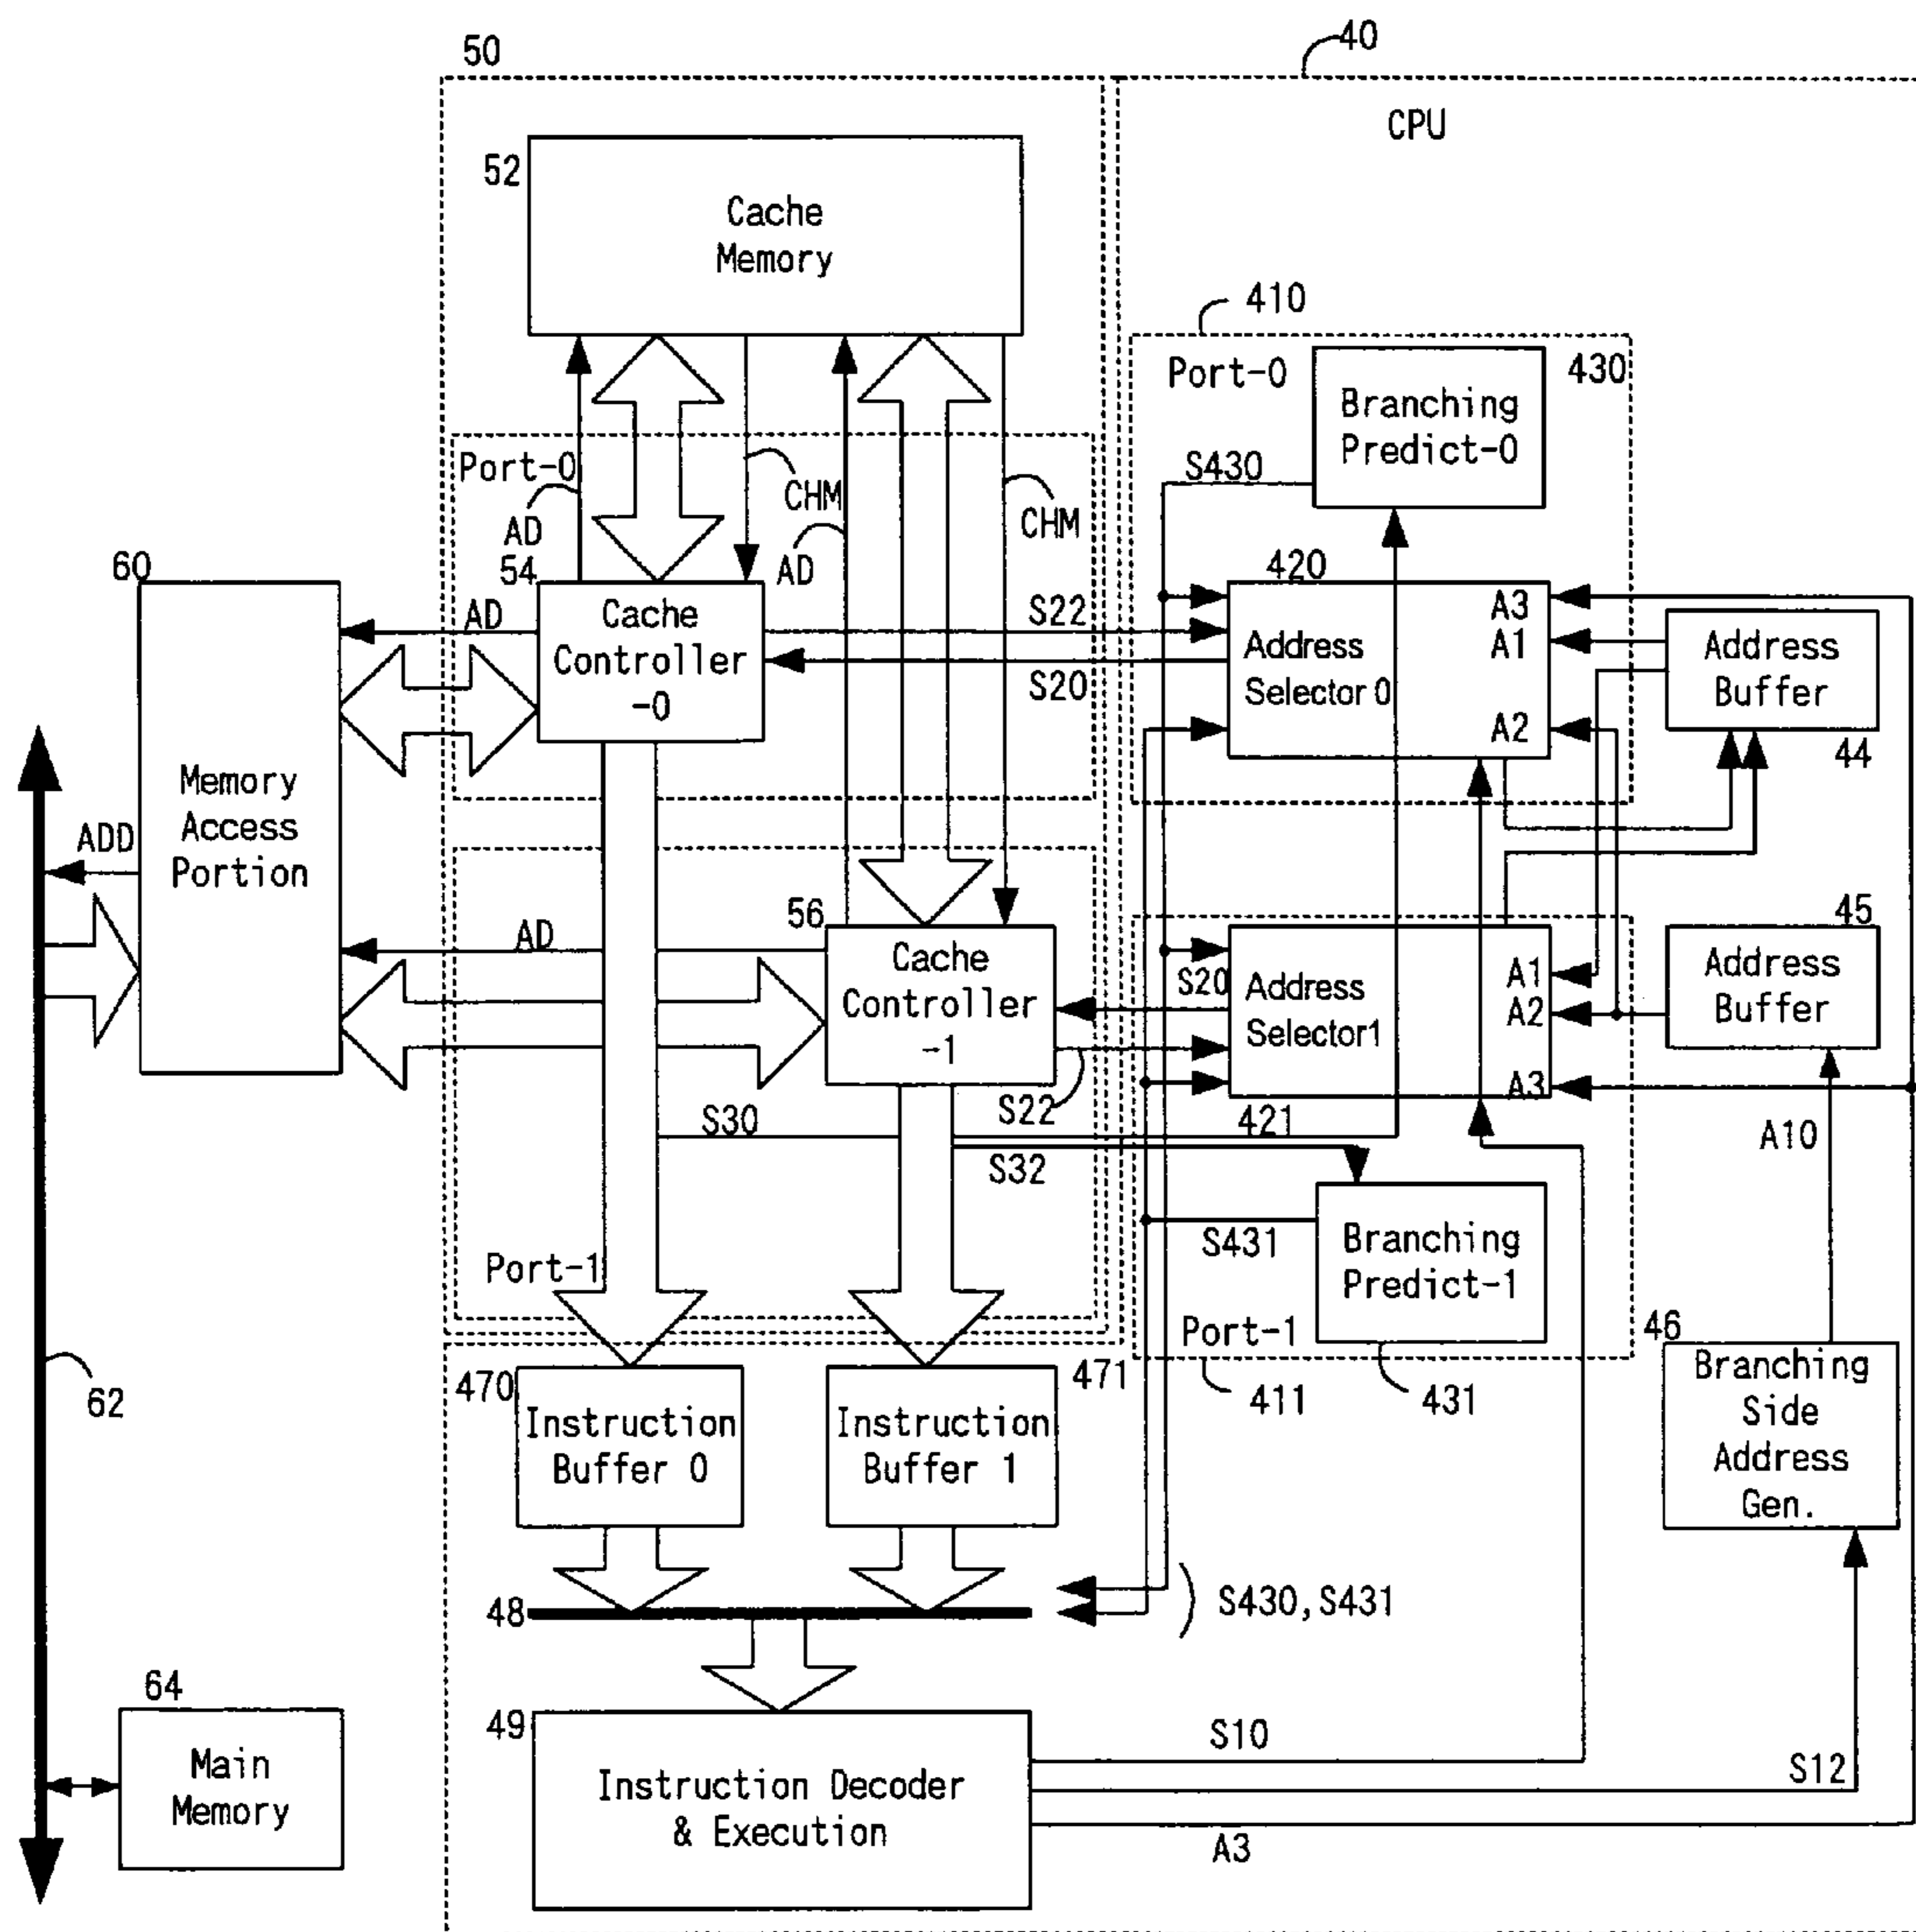 50
40
CPU
52
Cache
Memory
410
Port-0
430
Branching
Predict-0
Port-0
AD
CHM
AD
CHM
S430
60
54
AD
Cache
Controller
-0
S22
S20
420
Address
Selector 0
A3
A1
A2
Address
Buffer
44
Memory
Access
Portion
ADD
AD
56
Cache
Controller
-1
S20
S22
Address
Selector1
A1
A2
A3
421
45
Address
Buffer
A10
S30
S32
S431
Branching
Predict-1
Port-1
Port-1
411
431
46
Branching
Side
Address
Gen.
62
470
Instruction
Buffer 0
471
Instruction
Buffer 1
48
S430,S431
64
Main
Memory
49
Instruction Decoder
& Execution
S10
S12
A3